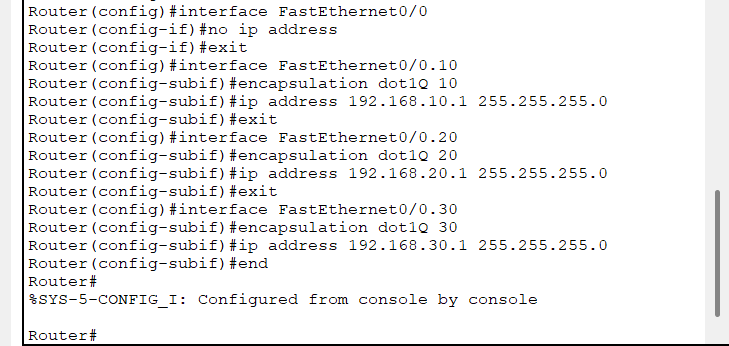 Router(config)#interface FastEthernet0/0
Router(config-if)#no ip address
Router(config-if)#exit
Router(config)#interface FastEthernet0/0.10
Router(config-subif)#encapsulation dot1Q 10
Router(config-subif)#ip address 192.168.10.1 255.255.255.0
Router(config-subif)#exit
Router(config)#interface FastEthernet0/0.20
Router(config-subif)#encapsulation dot1Q 20
Router(config-subif)#ip address 192.168.20.1 255.255.255.0
Router(config-subif)#exit
Router(config)#interface FastEthernet0/0.30
Router(config-subif)#encapsulation dot1Q 30
Router(config-subif)#ip address 192.168.30.1 255.255.255.0
Router(config-subif)#end
Router#
%SYS-5-CONFIG_I: Configured from console by console
Router#